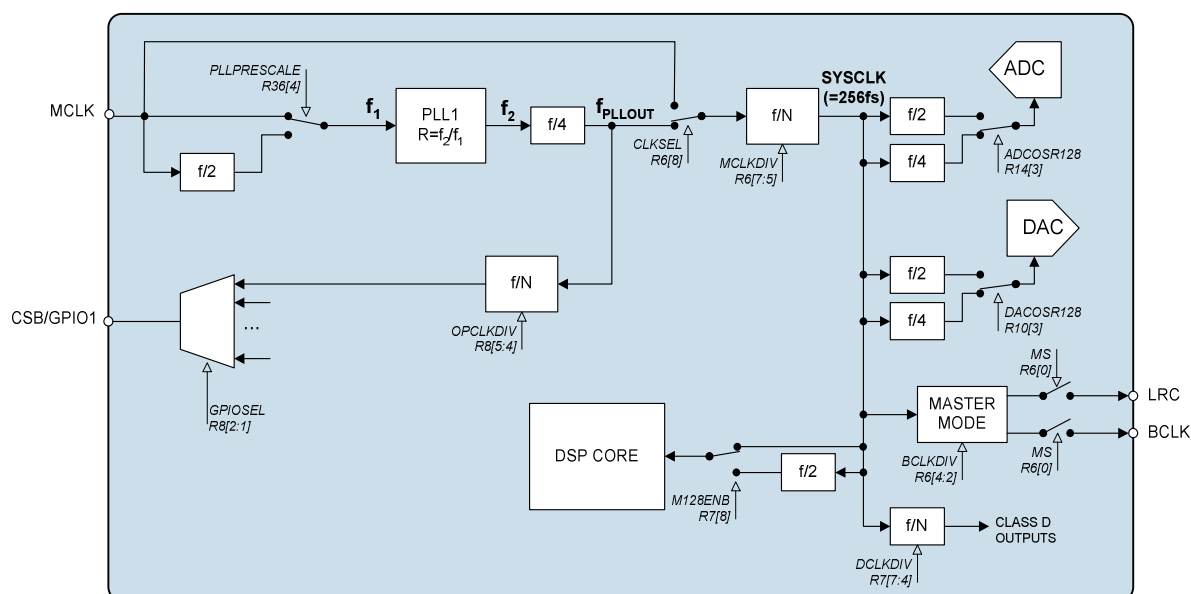 MCLK
PLLPRESCALE
R36[4]
f/2
f1
PLL1
R=f2/f1
f2
f/4
fPLLOUT
CLKSEL
R6[8]
f/N
MCLKDIV
R6[7:5]
SYSCLK
(=256fs)
f/2
f/4
ADC
ADCOSR128
R14[3]
DAC
f/2
f/4
DACOSR128
R10[3]
CSB/GPIO1
...
GPIOSEL
R8[2:1]
f/N
OPCLKDIV
R8[5:4]
MASTER
MODE
BCLKDIV
R6[4:2]
MS
R6[0]
LRC
BCLK
MS
R6[0]
DSP CORE
f/2
M128ENB
R7[8]
f/N
CLASS D
OUTPUTS
DCLKDIV
R7[7:4]